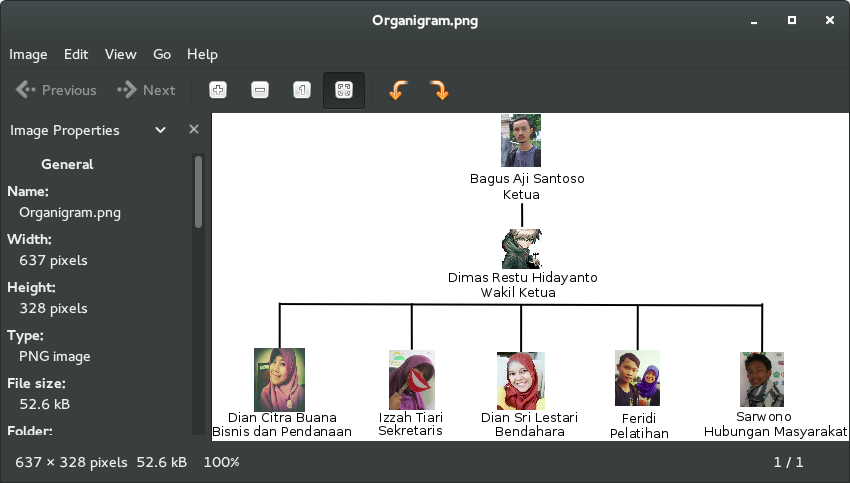 Organigram.png
Image Edit View Go Help
Previous Next 1
Image Properties
General
Name:
Organigram.png
Width:
637 pixels
Height:
328 pixels
Type:
PNG image
File size:
52.6 kB
Folder:
Bagus Aji Santoso
Ketua
Dimas Restu Hidayanto
Wakil Ketua
Dian Citra Buana
Bisnis dan Pendanaan
Izzah Tiari
Sekretaris
Dian Sri Lestari
Bendahara
Feridi
Pelatihan
Sarwono
Hubungan Masyarakat
637 × 328 pixels 52.6 kB 100% 1 / 1